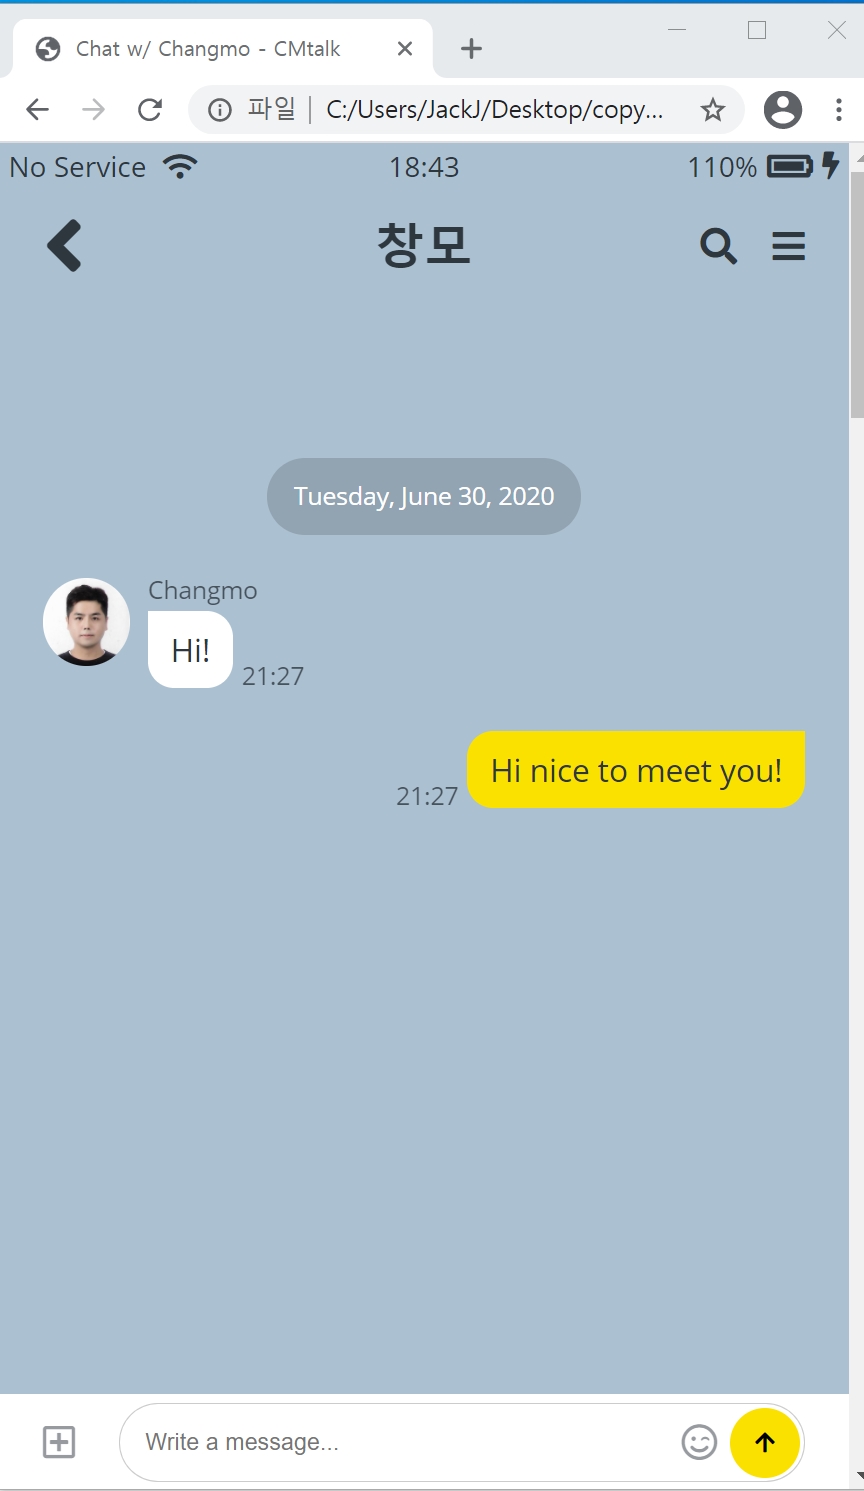 Chat w/ Changmo - CMtalk
파일 | C:/Users/JackJ/Desktop/copy...
No Service 18:43 110%
창모
Tuesday, June 30, 2020
Changmo
Hi!
21:27
Hi nice to meet you!
21:27
Write a message...